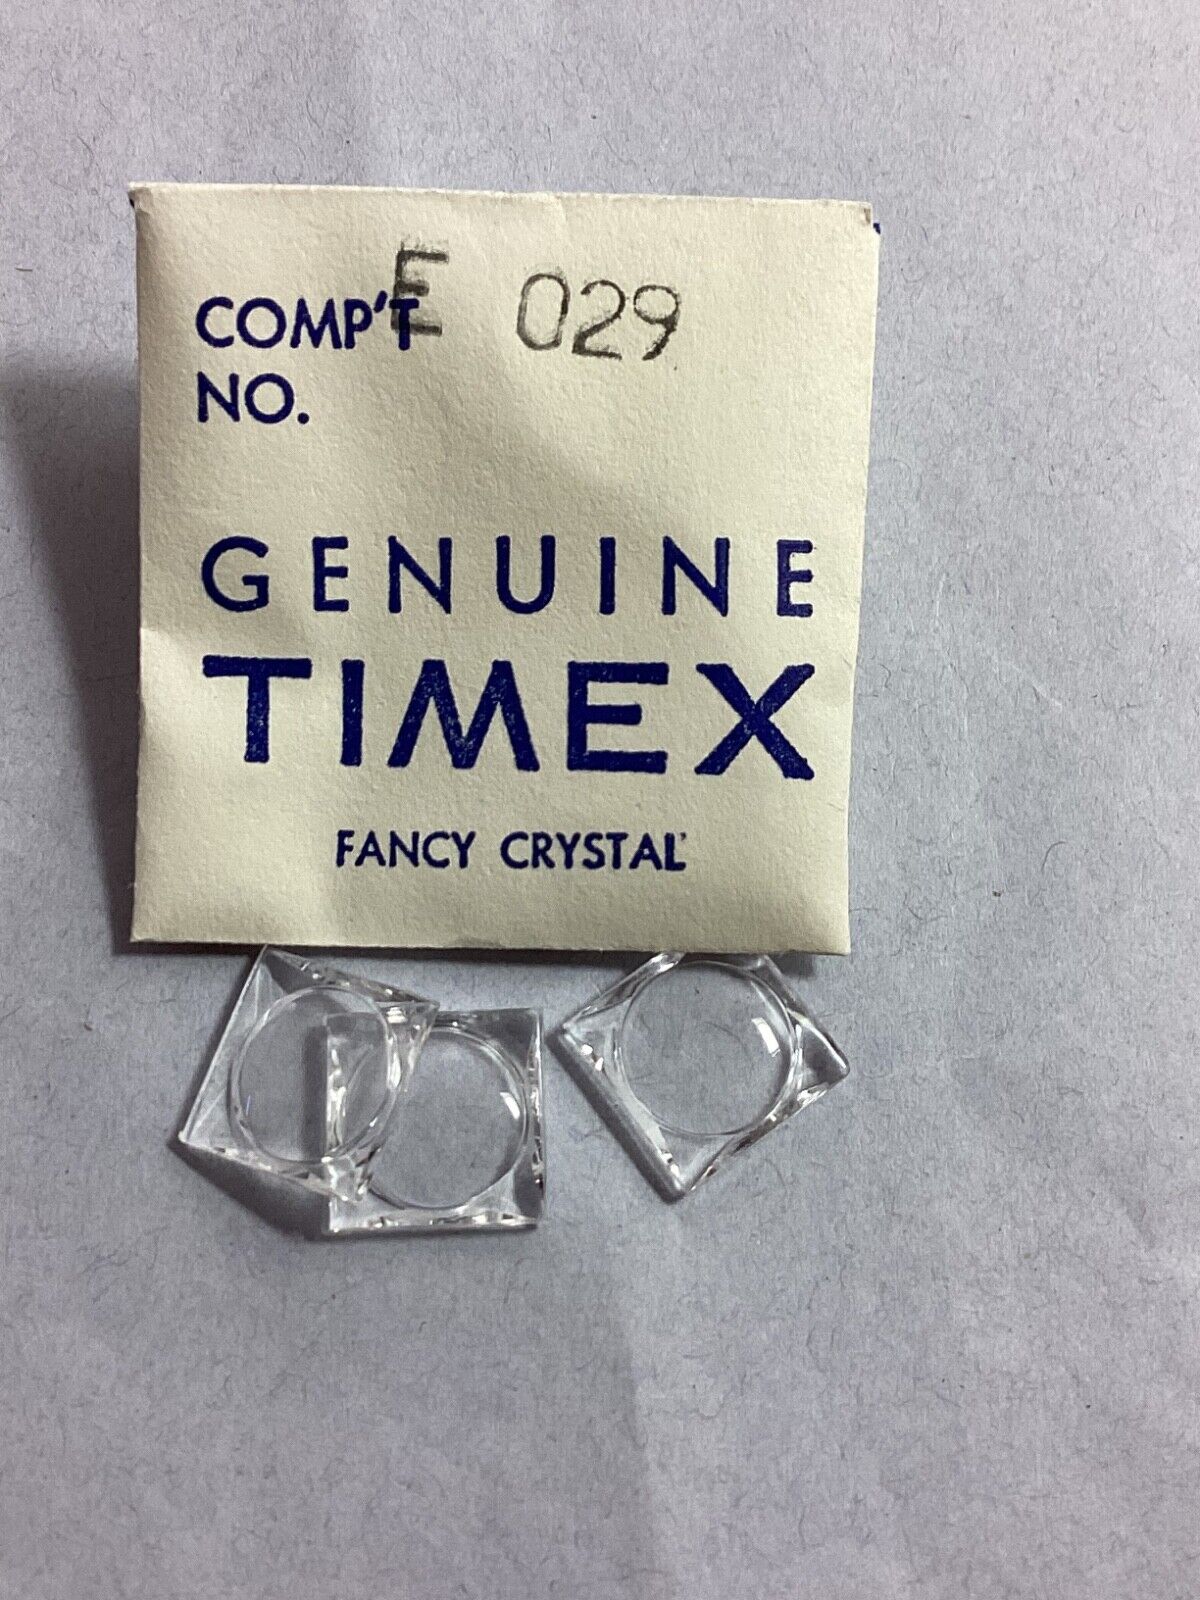 COMP'T E 029
NO.
GENUINE
TIMEX
FANCY CRYSTAL